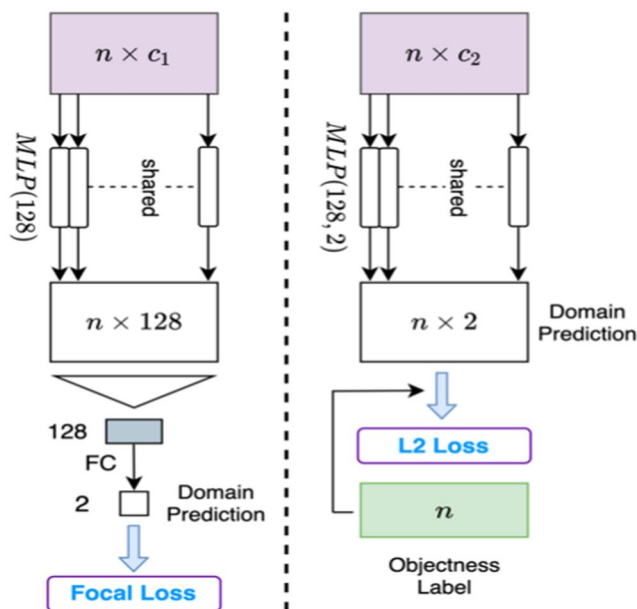 n × c₁
MLP(128)
shared
n × 128
128
FC
2
Domain
Prediction
Focal Loss
n × c₂
MLP(128, 2)
shared
n × 2
Domain
Prediction
L2 Loss
n
Objectness
Label